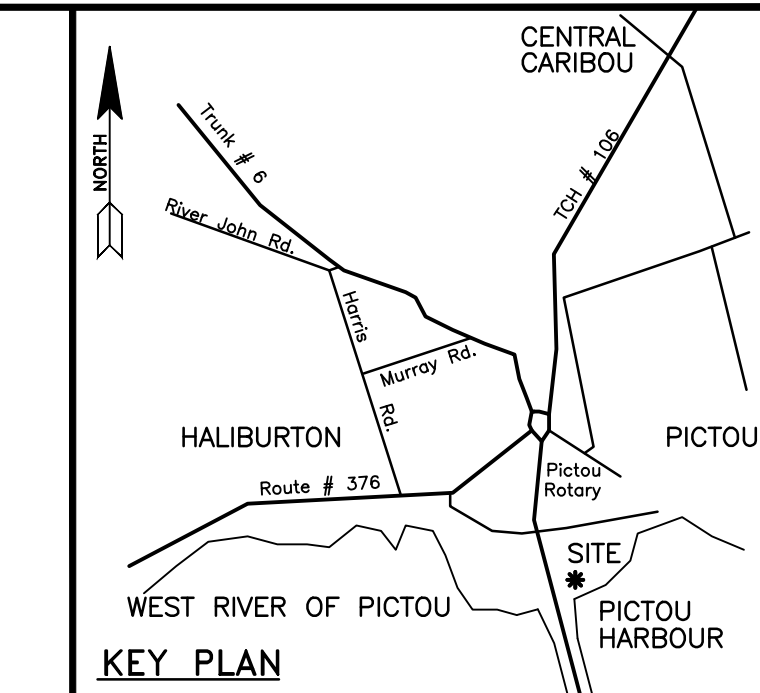 CENTRAL
CARIBOU
NORTH
Trunk # 6
TCH # 106
River John Rd.
Harris
Rd.
Murray Rd.
HALIBURTON
PICTOU
Route # 376
Pictou
Rotary
SITE
WEST RIVER OF PICTOU
PICTOU
HARBOUR
KEY PLAN